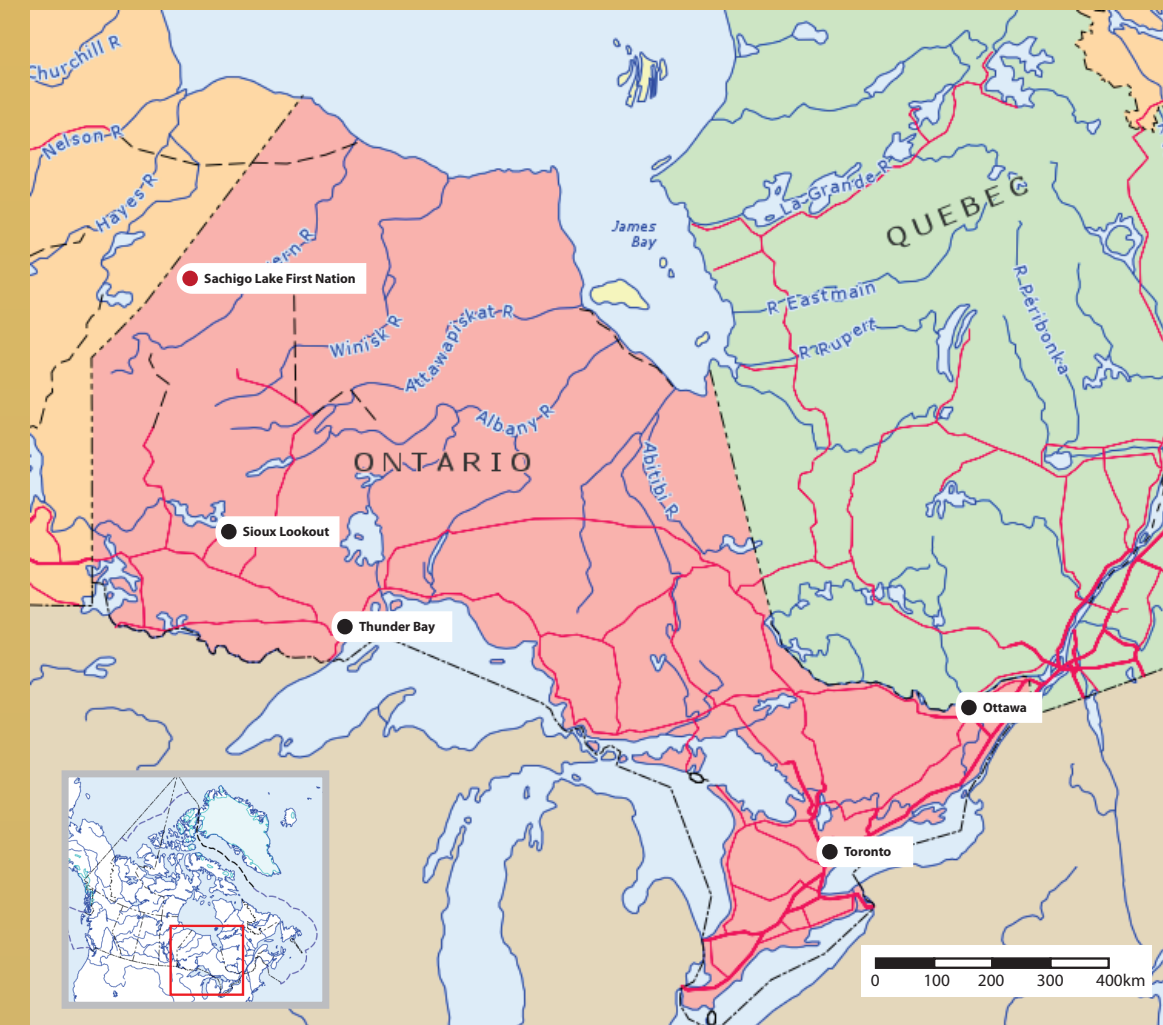 Churchill R
Nelson R
Hayes R
La Grande R
QUEBEC
James
Bay
ern R
Sachigo Lake First Nation
R Eastmain
R Péribonka
Winisk R
Attawapiskat R
R Rupert
Albany R
ONTARIO
Abitibi R
Sioux Lookout
Thunder Bay
Ottawa
Toronto
0 100 200 300 400km